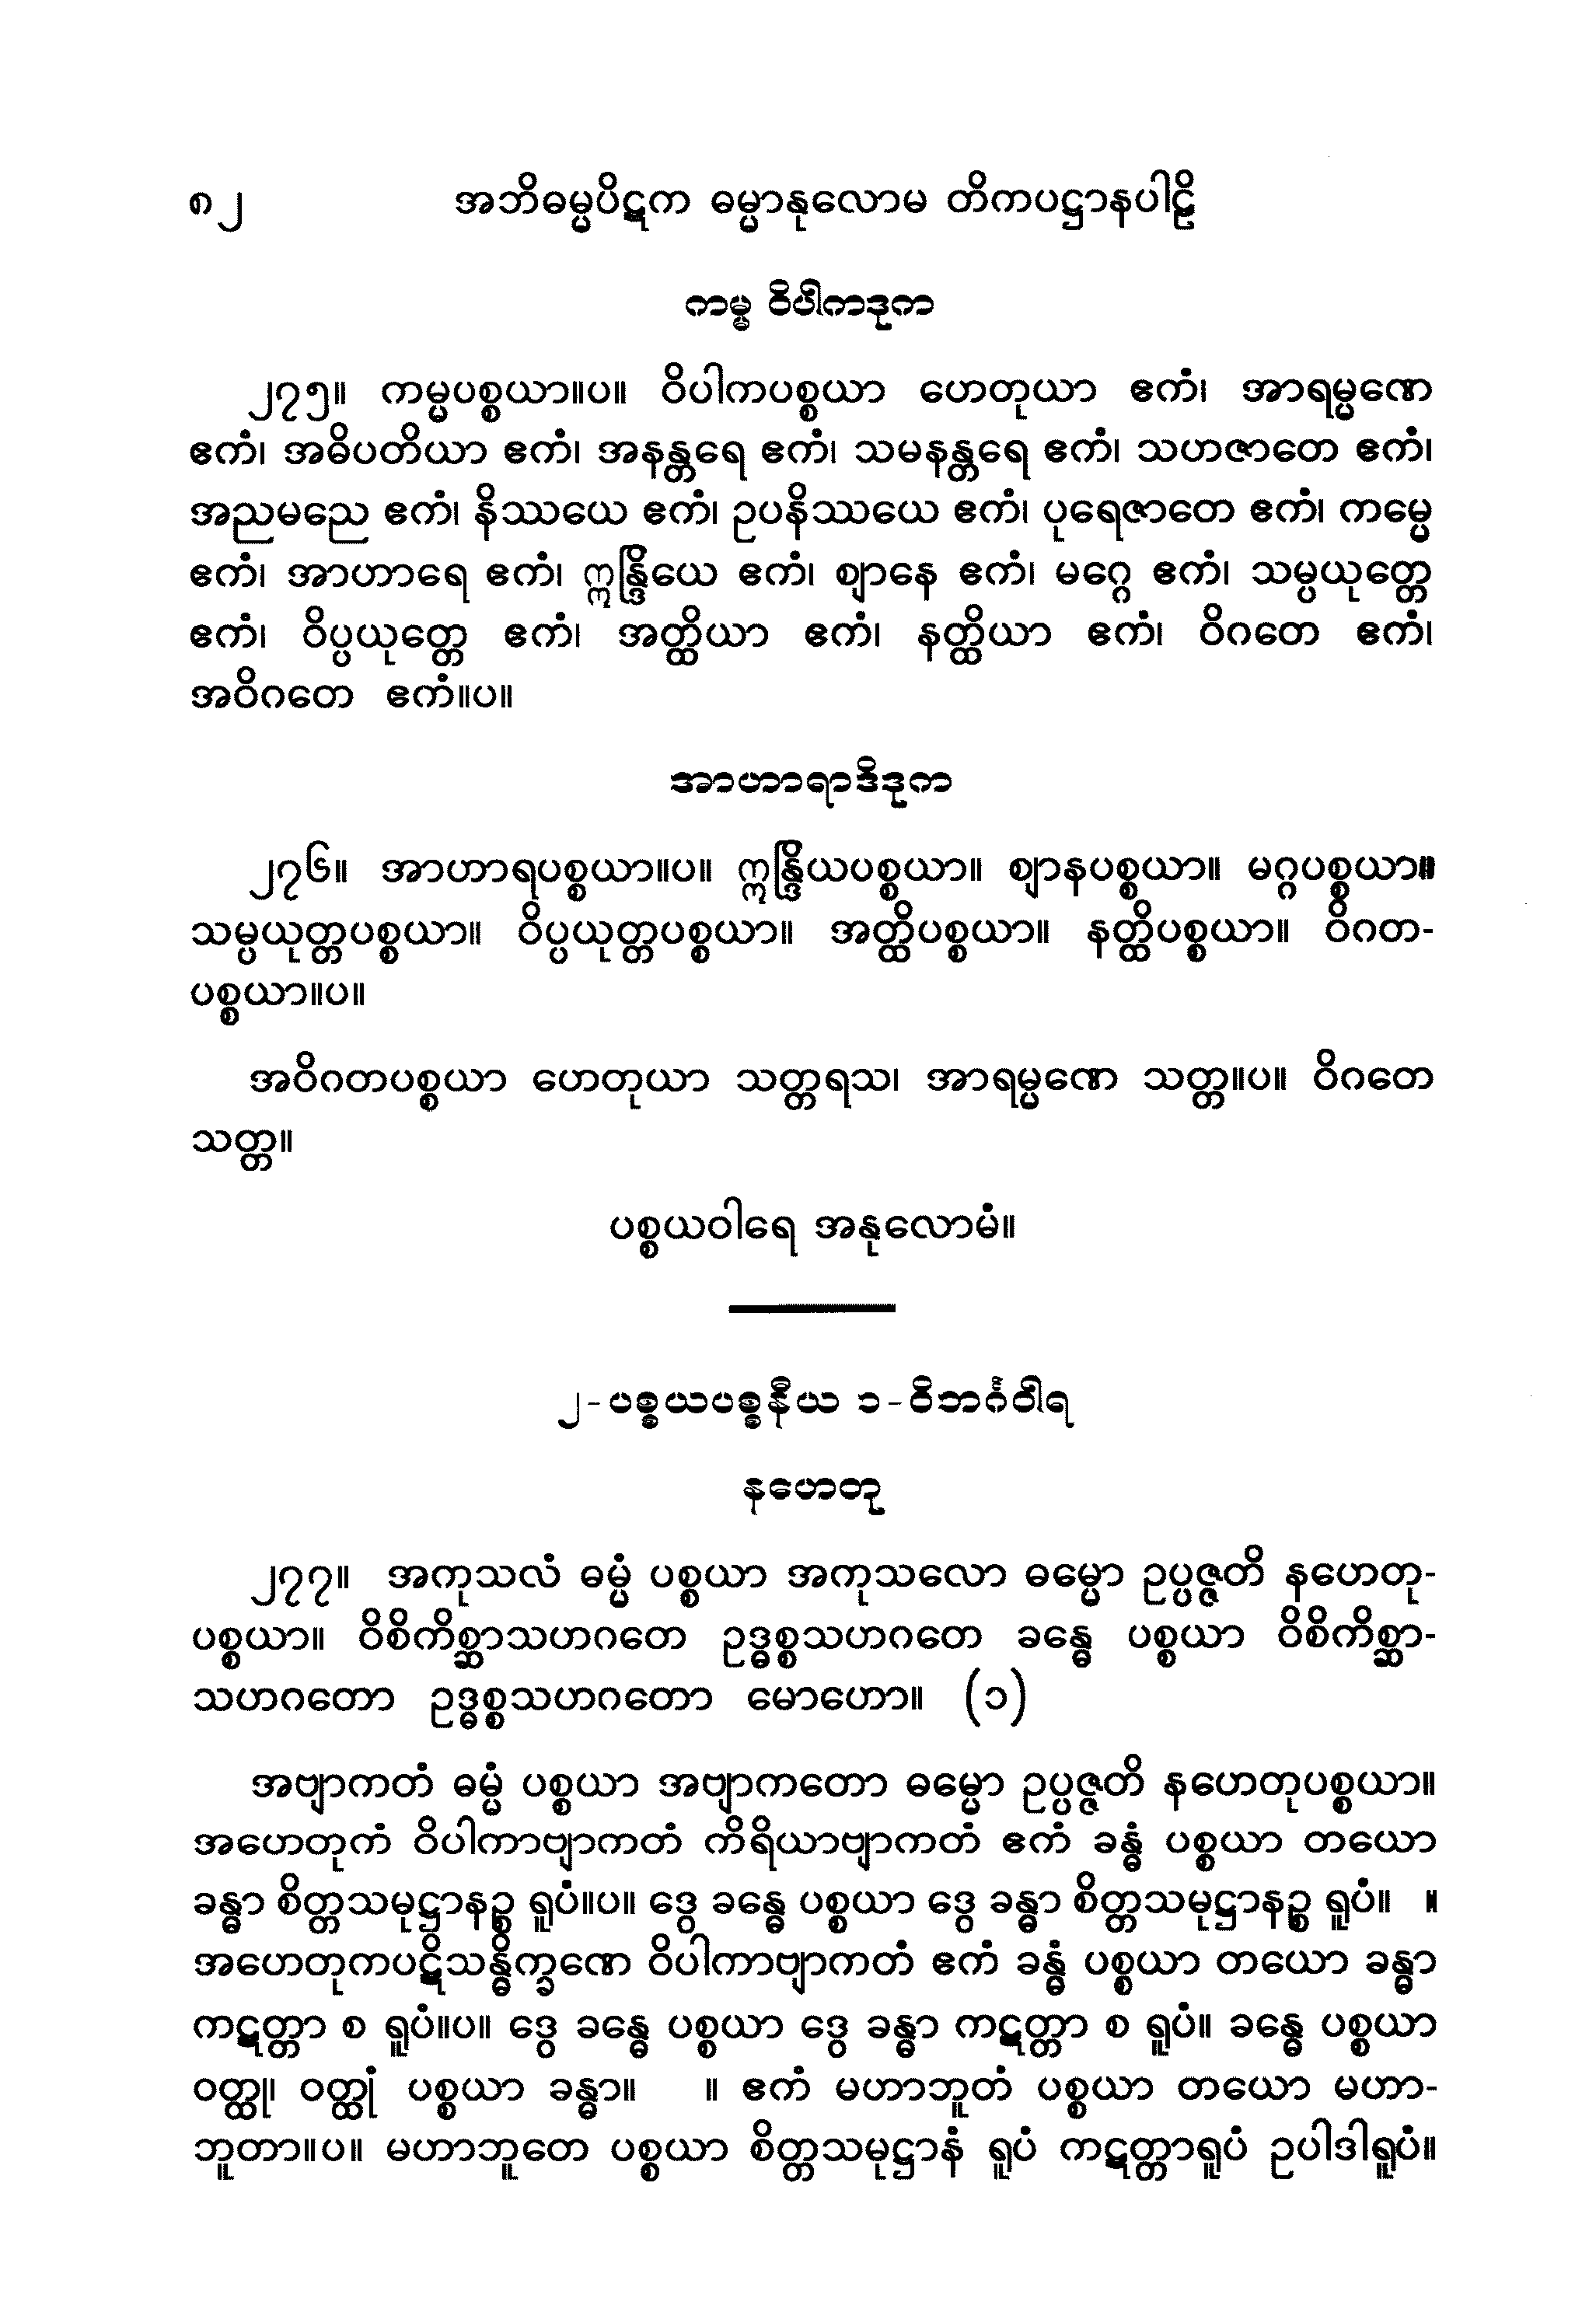 ၈၂ အဘိဓမ္မပိဋက ဓမ္မာနုလောမ တိကပဋ္ဌာနပါဠိ
ကမ္မ ဝိပါကဒုက
၂၇၅။ ကမ္မပစ္စယာ။ပ။ ဝိပါကပစ္စယာ ဟေတုယာ ဧကံ၊ အာရမ္မဏေ
ဧကံ၊ အဓိပတိယာ ဧကံ၊ အနန္တရေ ဧကံ၊ သမနန္တရေ ဧကံ၊ သဟဇာတေ ဧကံ၊
အညမညေ ဧကံ၊ နိဿယေ ဧကံ၊ ဥပနိဿယေ ဧကံ၊ ပုရေဇာတေ ဧကံ၊ ကမ္မေ
ဧကံ၊ အာဟာရေ ဧကံ၊ ဣန္ဒြိယေ ဧကံ၊ ဈာနေ ဧကံ၊ မဂ္ဂေ ဧကံ၊ သမ္ပယုတ္တေ
ဧကံ၊ ဝိပ္ပယုတ္တေ ဧကံ၊ အတ္ထိယာ ဧကံ၊ နတ္ထိယာ ဧကံ၊ ဝိဂတေ ဧကံ၊
အဝိဂတေ ဧကံ။ပ။
အာဟာရာဒိဒုက
၂၇၆။ အာဟာရပစ္စယာ။ပ။ ဣန္ဒြိယပစ္စယာ။ ဈာနပစ္စယာ။ မဂ္ဂပစ္စယာ။
သမ္ပယုတ္တပစ္စယာ။ ဝိပ္ပယုတ္တပစ္စယာ။ အတ္ထိပစ္စယာ။ နတ္ထိပစ္စယာ။ ဝိဂတ-
ပစ္စယာ။ပ။
အဝိဂတပစ္စယာ ဟေတုယာ သတ္တရသ၊ အာရမ္မဏေ သတ္တ။ပ။ ဝိဂတေ
သတ္တ။
ပစ္စယဝါရေ အနုလောမံ။
၂-ပစ္စယပစ္စနီယ ၁-ဝိဘင်္ဂဝါရ
နဟေတု
၂၇၇။ အကုသလံ ဓမ္မံ ပစ္စယာ အကုသလော ဓမ္မော ဥပ္ပဇ္ဇတိ နဟေတု-
ပစ္စယာ။ ဝိစိကိစ္ဆာသဟဂတေ ဥဒ္ဓစ္စသဟဂတေ ခန္ဓေ ပစ္စယာ ဝိစိကိစ္ဆာ-
သဟဂတော ဥဒ္ဓစ္စသဟဂတော မောဟော။ (၁)
အဗျာကတံ ဓမ္မံ ပစ္စယာ အဗျာကတော ဓမ္မော ဥပ္ပဇ္ဇတိ နဟေတုပစ္စယာ။
အဟေတုကံ ဝိပါကာဗျာကတံ ကိရိယာဗျာကတံ ဧကံ ခန္ဓံ ပစ္စယာ တယော
ခန္ဓာ စိတ္တသမုဋ္ဌာနဉ္စ ရူပံ။ပ။ ဒွေ ခန္ဓေ ပစ္စယာ ဒွေ ခန္ဓာ စိတ္တသမုဋ္ဌာနဉ္စ ရူပံ။ ။
အဟေတုကပဋိသန္ဓိက္ခဏေ ဝိပါကာဗျာကတံ ဧကံ ခန္ဓံ ပစ္စယာ တယော ခန္ဓာ
ကဋတ္တာ စ ရူပံ။ပ။ ဒွေ ခန္ဓေ ပစ္စယာ ဒွေ ခန္ဓာ ကဋတ္တာ စ ရူပံ။ ခန္ဓေ ပစ္စယာ
ဝတ္ထု၊ ဝတ္ထုံ ပစ္စယာ ခန္ဓာ။ ။ ဧကံ မဟာဘူတံ ပစ္စယာ တယော မဟာ-
ဘူတာ။ပ။ မဟာဘူတေ ပစ္စယာ စိတ္တသမုဋ္ဌာနံ ရူပံ ကဋတ္တာရူပံ ဥပါဒါရူပံ။